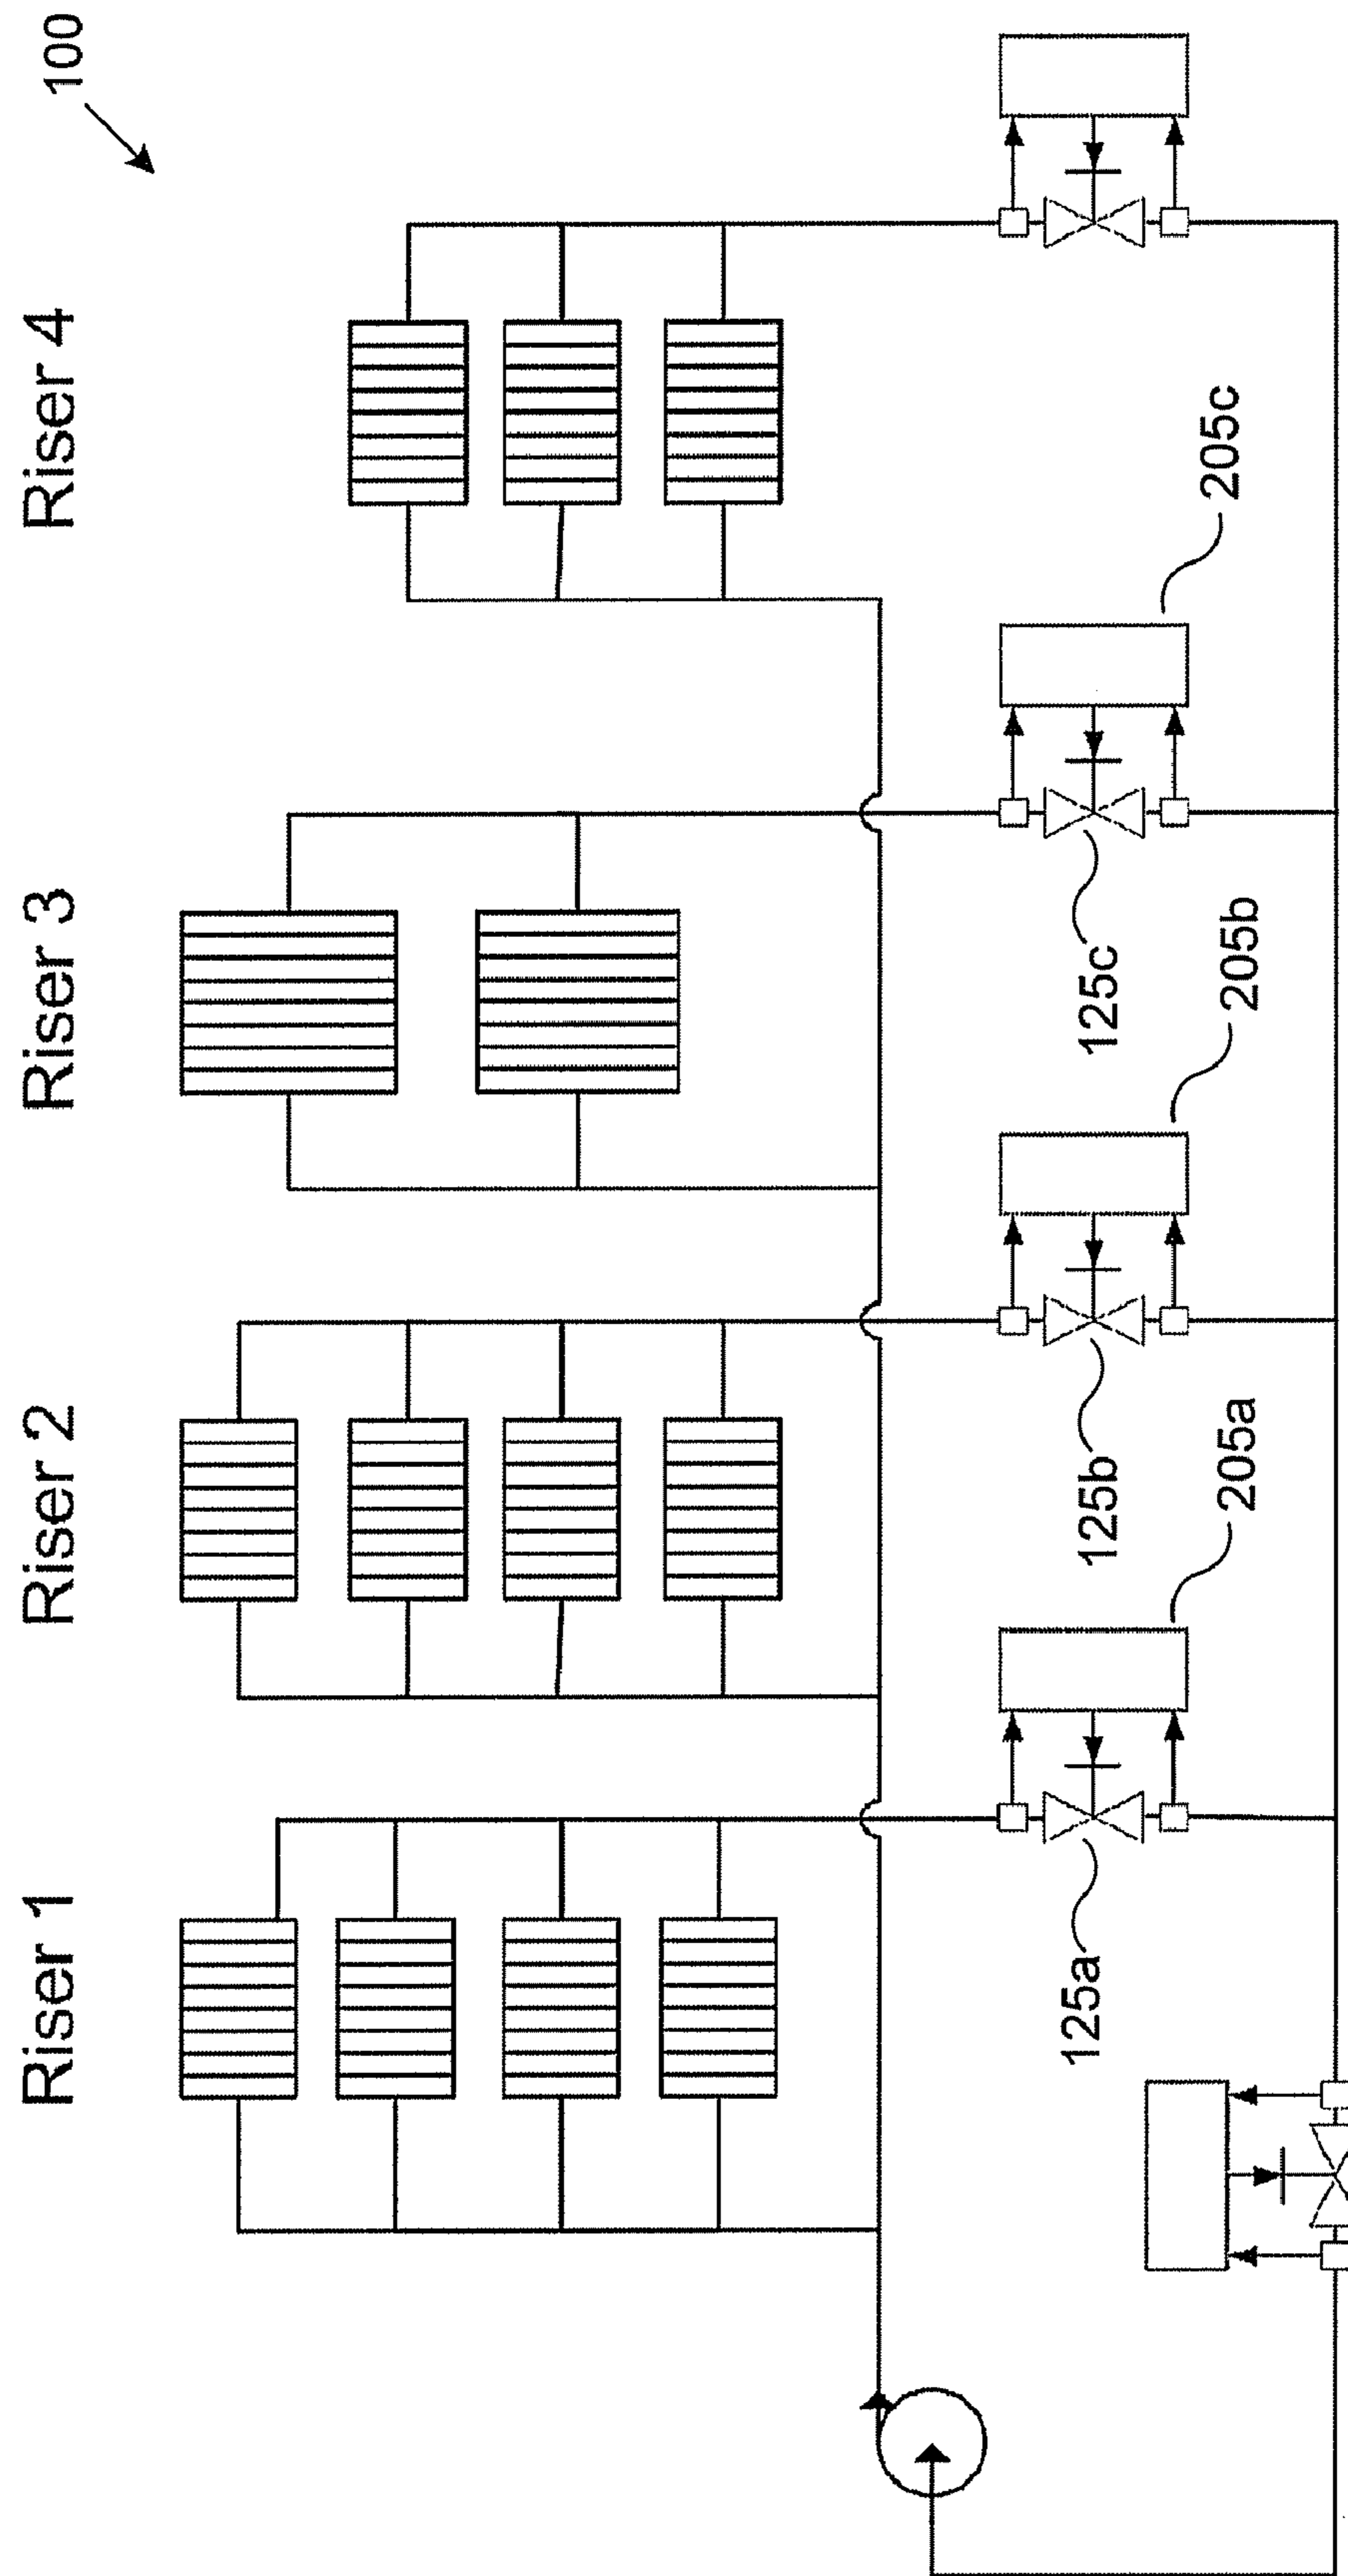 100
Riser 1
Riser 2
Riser 3
Riser 4
125a
205a
125b
205b
125c
205c